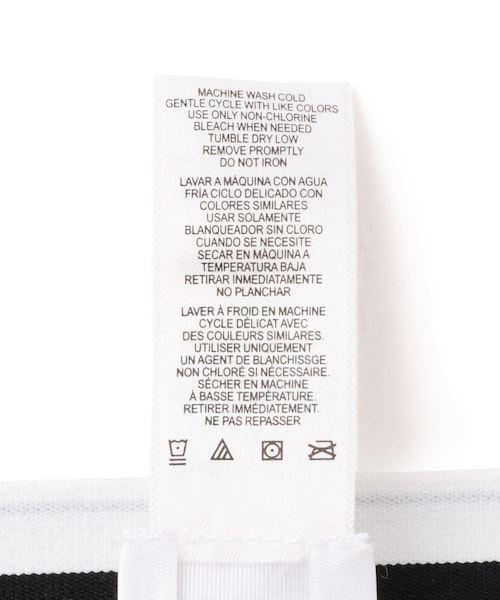 MACHINE WASH COLD
GENTLE CYCLE WITH LIKE COLORS
USE ONLY NON-CHLORINE
BLEACH WHEN NEEDED
TUMBLE DRY LOW
REMOVE PROMPTLY
DO NOT IRON
LAVAR A MÁQUINA CON AGUA
FRÍA CICLO DELICADO CON
COLORES SIMILARES
USAR SOLAMENTE
BLANQUEADOR SIN CLORO
CUANDO SE NECESITE
SECAR EN MÁQUINA A
TEMPERATURA BAJA
RETIRAR INMEDIATAMENTE
NO PLANCHAR
LAVER À FROID EN MACHINE
CYCLE DÉLICAT AVEC
DES COULEURS SIMILAIRES.
UTILISER UNIQUEMENT
UN AGENT DE BLANCHISSGE
NON CHLORÉ SI NÉCESSAIRE.
SÉCHER EN MACHINE
À BASSE TEMPÉRATURE.
RETIRER IMMÉDIATEMENT.
NE PAS REPASSER